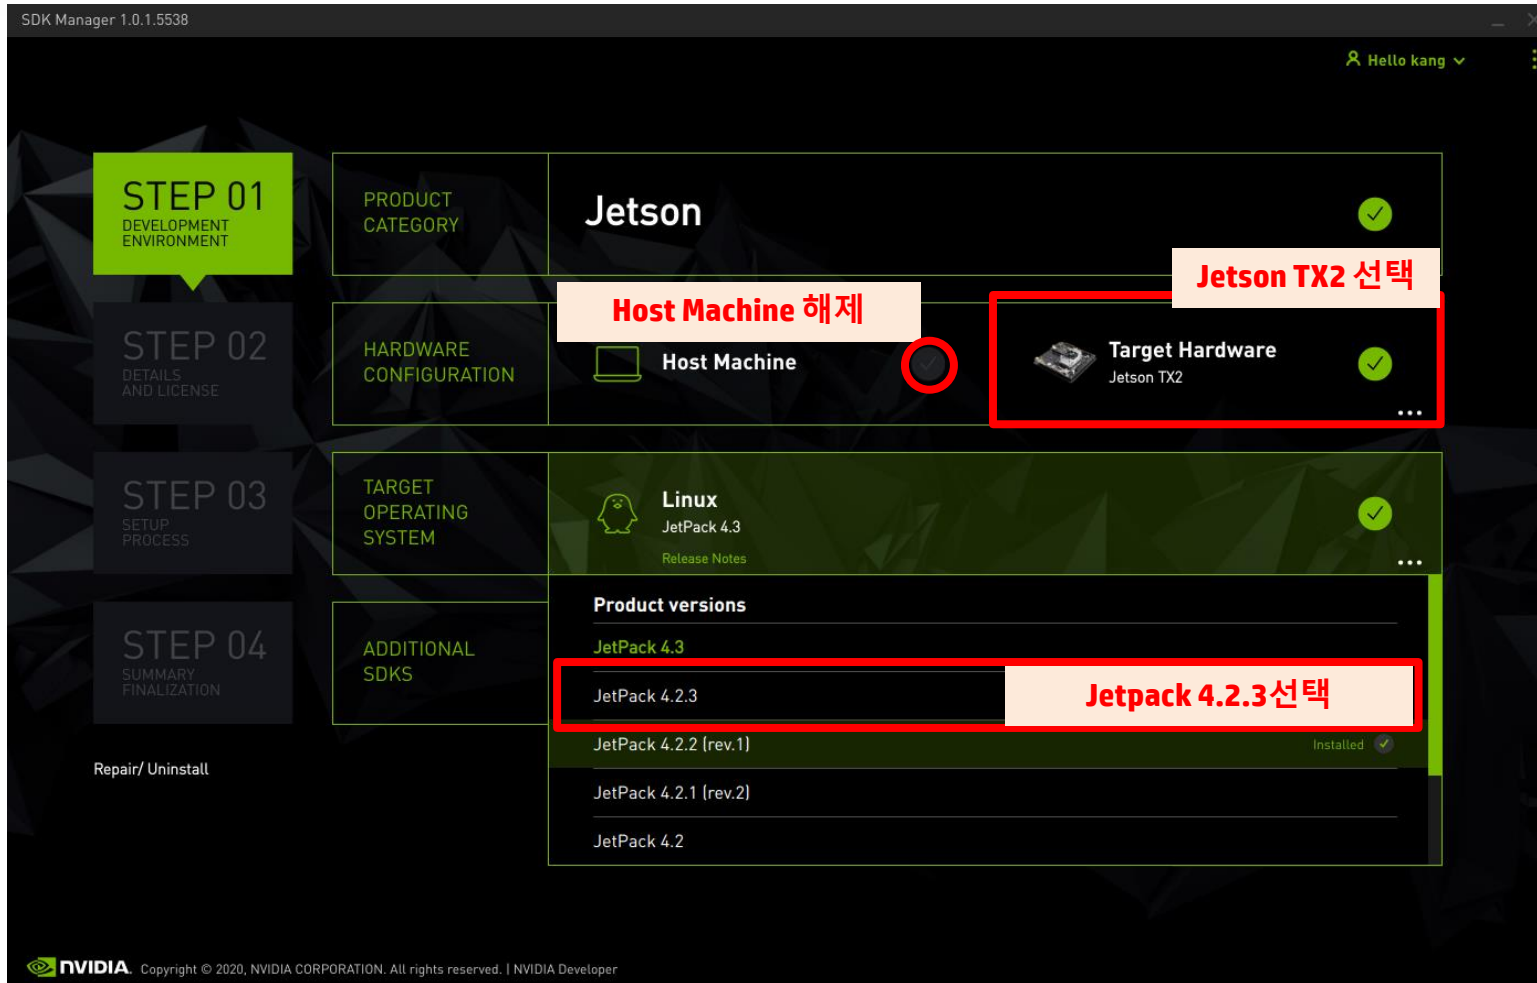 SDK Manager 1.0.1.5538
Hello kang
STEP 01
DEVELOPMENT
ENVIRONMENT
PRODUCT
CATEGORY
Jetson
Jetson TX2 선택
Host Machine 해제
STEP 02
DETAILS
AND LICENSE
HARDWARE
CONFIGURATION
Host Machine
Target Hardware
Jetson TX2
STEP 03
SETUP
PROCESS
TARGET
OPERATING
SYSTEM
Linux
JetPack 4.3
Release Notes
Product versions
JetPack 4.3
STEP 04
SUMMARY
FINALIZATION
ADDITIONAL
SDKS
JetPack 4.2.3
Jetpack 4.2.3선택
JetPack 4.2.2 (rev.1)
Installed
Repair/ Uninstall
JetPack 4.2.1 (rev.2)
JetPack 4.2
NVIDIA. Copyright © 2020, NVIDIA CORPORATION. All rights reserved. | NVIDIA Developer